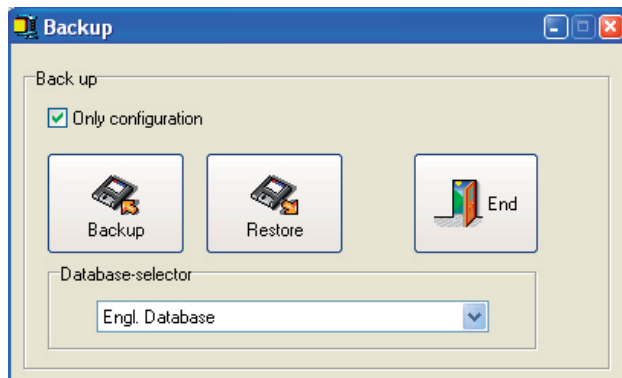 Backup
Back up
Only configuration
Backup
Restore
End
Database-selector
Engl. Database